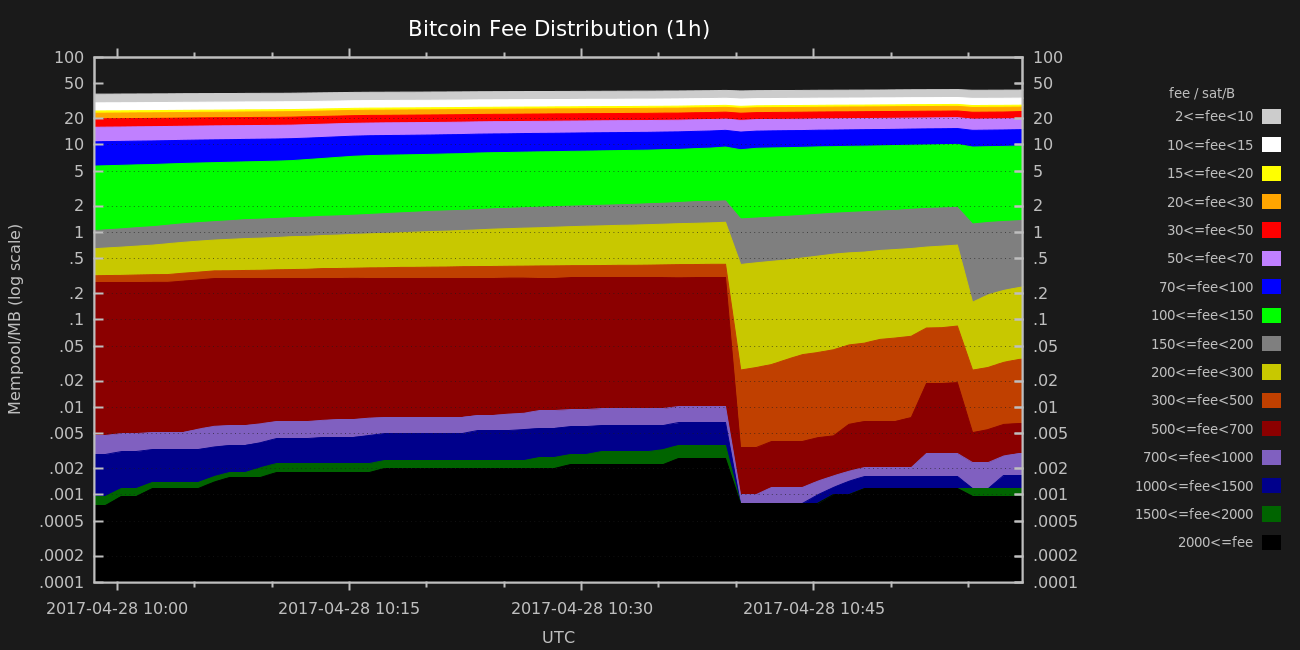 Bitcoin Fee Distribution (1h)
100
50
20
10
5
2
1
.5
.2
.1
.05
.02
.01
.005
.002
.001
.0005
.0002
.0001
Mempool/MB (log scale)
100
50
20
10
5
2
1
.5
.2
.1
.05
.02
.01
.005
.002
.001
.0005
.0002
.0001
2017-04-28 10:00
2017-04-28 10:15
2017-04-28 10:30
2017-04-28 10:45
UTC
fee / sat/B
2<=fee<10
10<=fee<15
15<=fee<20
20<=fee<30
30<=fee<50
50<=fee<70
70<=fee<100
100<=fee<150
150<=fee<200
200<=fee<300
300<=fee<500
500<=fee<700
700<=fee<1000
1000<=fee<1500
1500<=fee<2000
2000<=fee